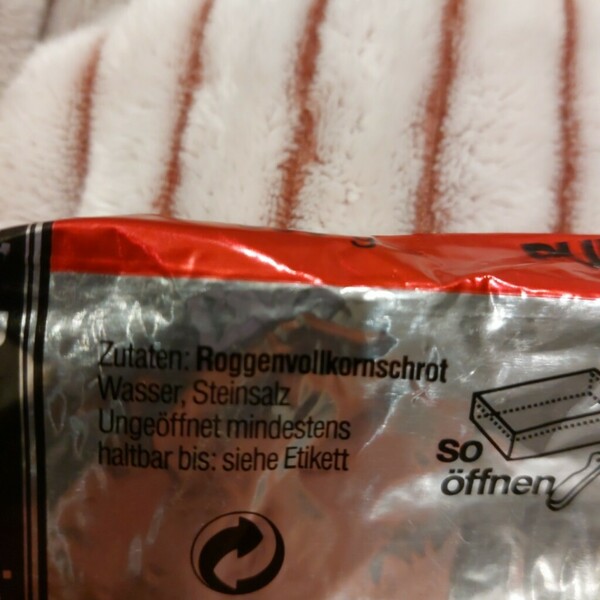 Zutaten: Roggenvollkornschrot
Wasser, Steinsalz
Ungeöffnet mindestens
haltbar bis: siehe Etikett
so
öffnen